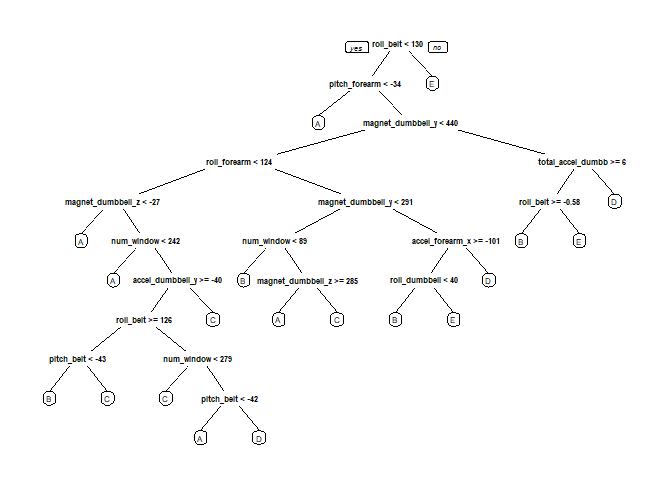 yes roll_belt < 130 no
pitch_forearm < -34 E
A magnet_dumbbell_y < 440
roll_forearm < 124 total_accel_dumbb >= 6
magnet_dumbbell_z < -27 magnet_dumbbell_y < 291 roll_belt >= -0.58 D
A num_window < 242 num_window < 89 accel_forearm_x >= -101 B E
A accel_dumbbell_y >= -40 B magnet_dumbbell_z >= 285 roll_dumbbell < 40 D
roll_belt >= 126 C A C B E
pitch_belt < -43 num_window < 279
B C C pitch_belt < -42
A D